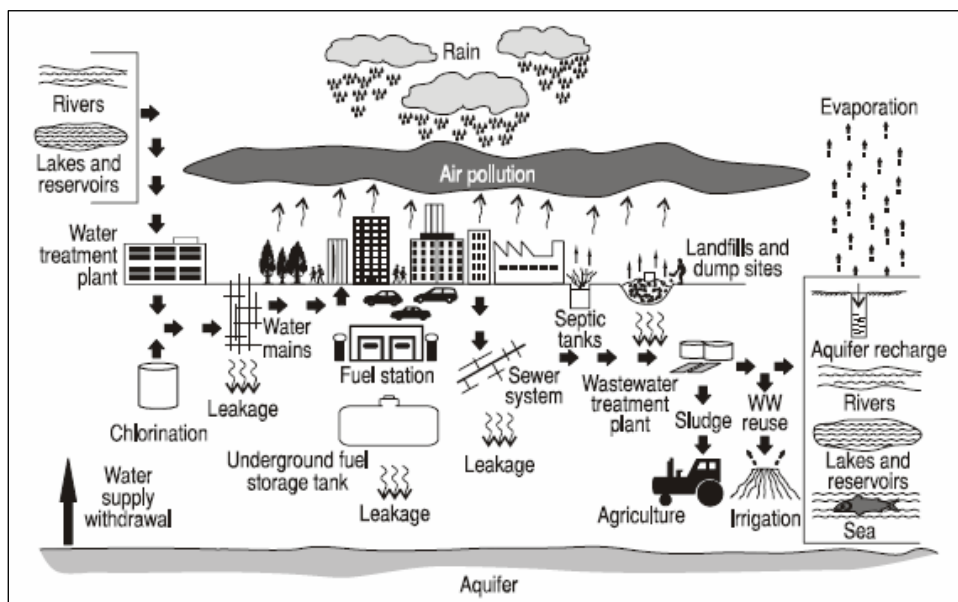 Rain
Rivers
Lakes and
reservoirs
Evaporation
Air pollution
Water
treatment
plant
Landfills and
dump sites
Water
mains
Septic
tanks
Aquifer recharge
Fuel station
Sewer
system
Wastewater
treatment
plant
Sludge
WW
reuse
Rivers
Leakage
Chlorination
Underground fuel
storage tank
Leakage
Lakes and
reservoirs
Water
supply
withdrawal
Leakage
Agriculture
Irrigation
Sea
Aquifer